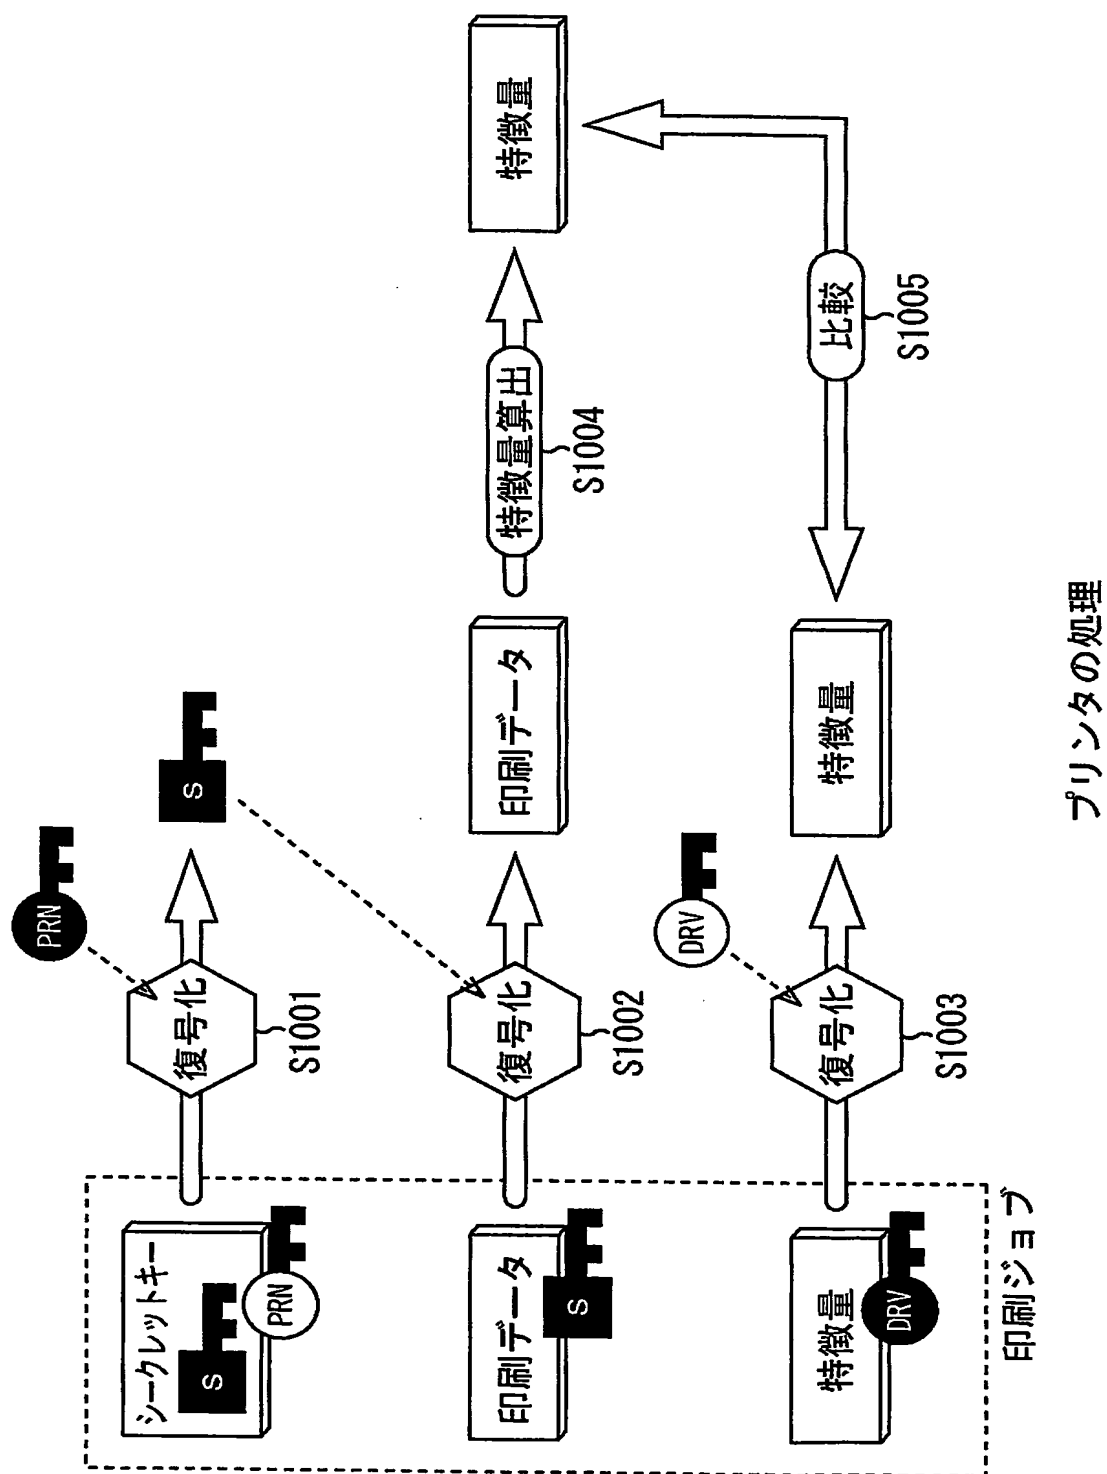 シークレットキー
S
PRN
復号化
S1001
PRN
S
印刷データ
S
復号化
S1002
印刷データ
特徴量算出
S1004
特徴量
特徴量
DRV
復号化
S1003
DRV
特徴量
比較
S1005
印刷ジョブ
プリンタの処理